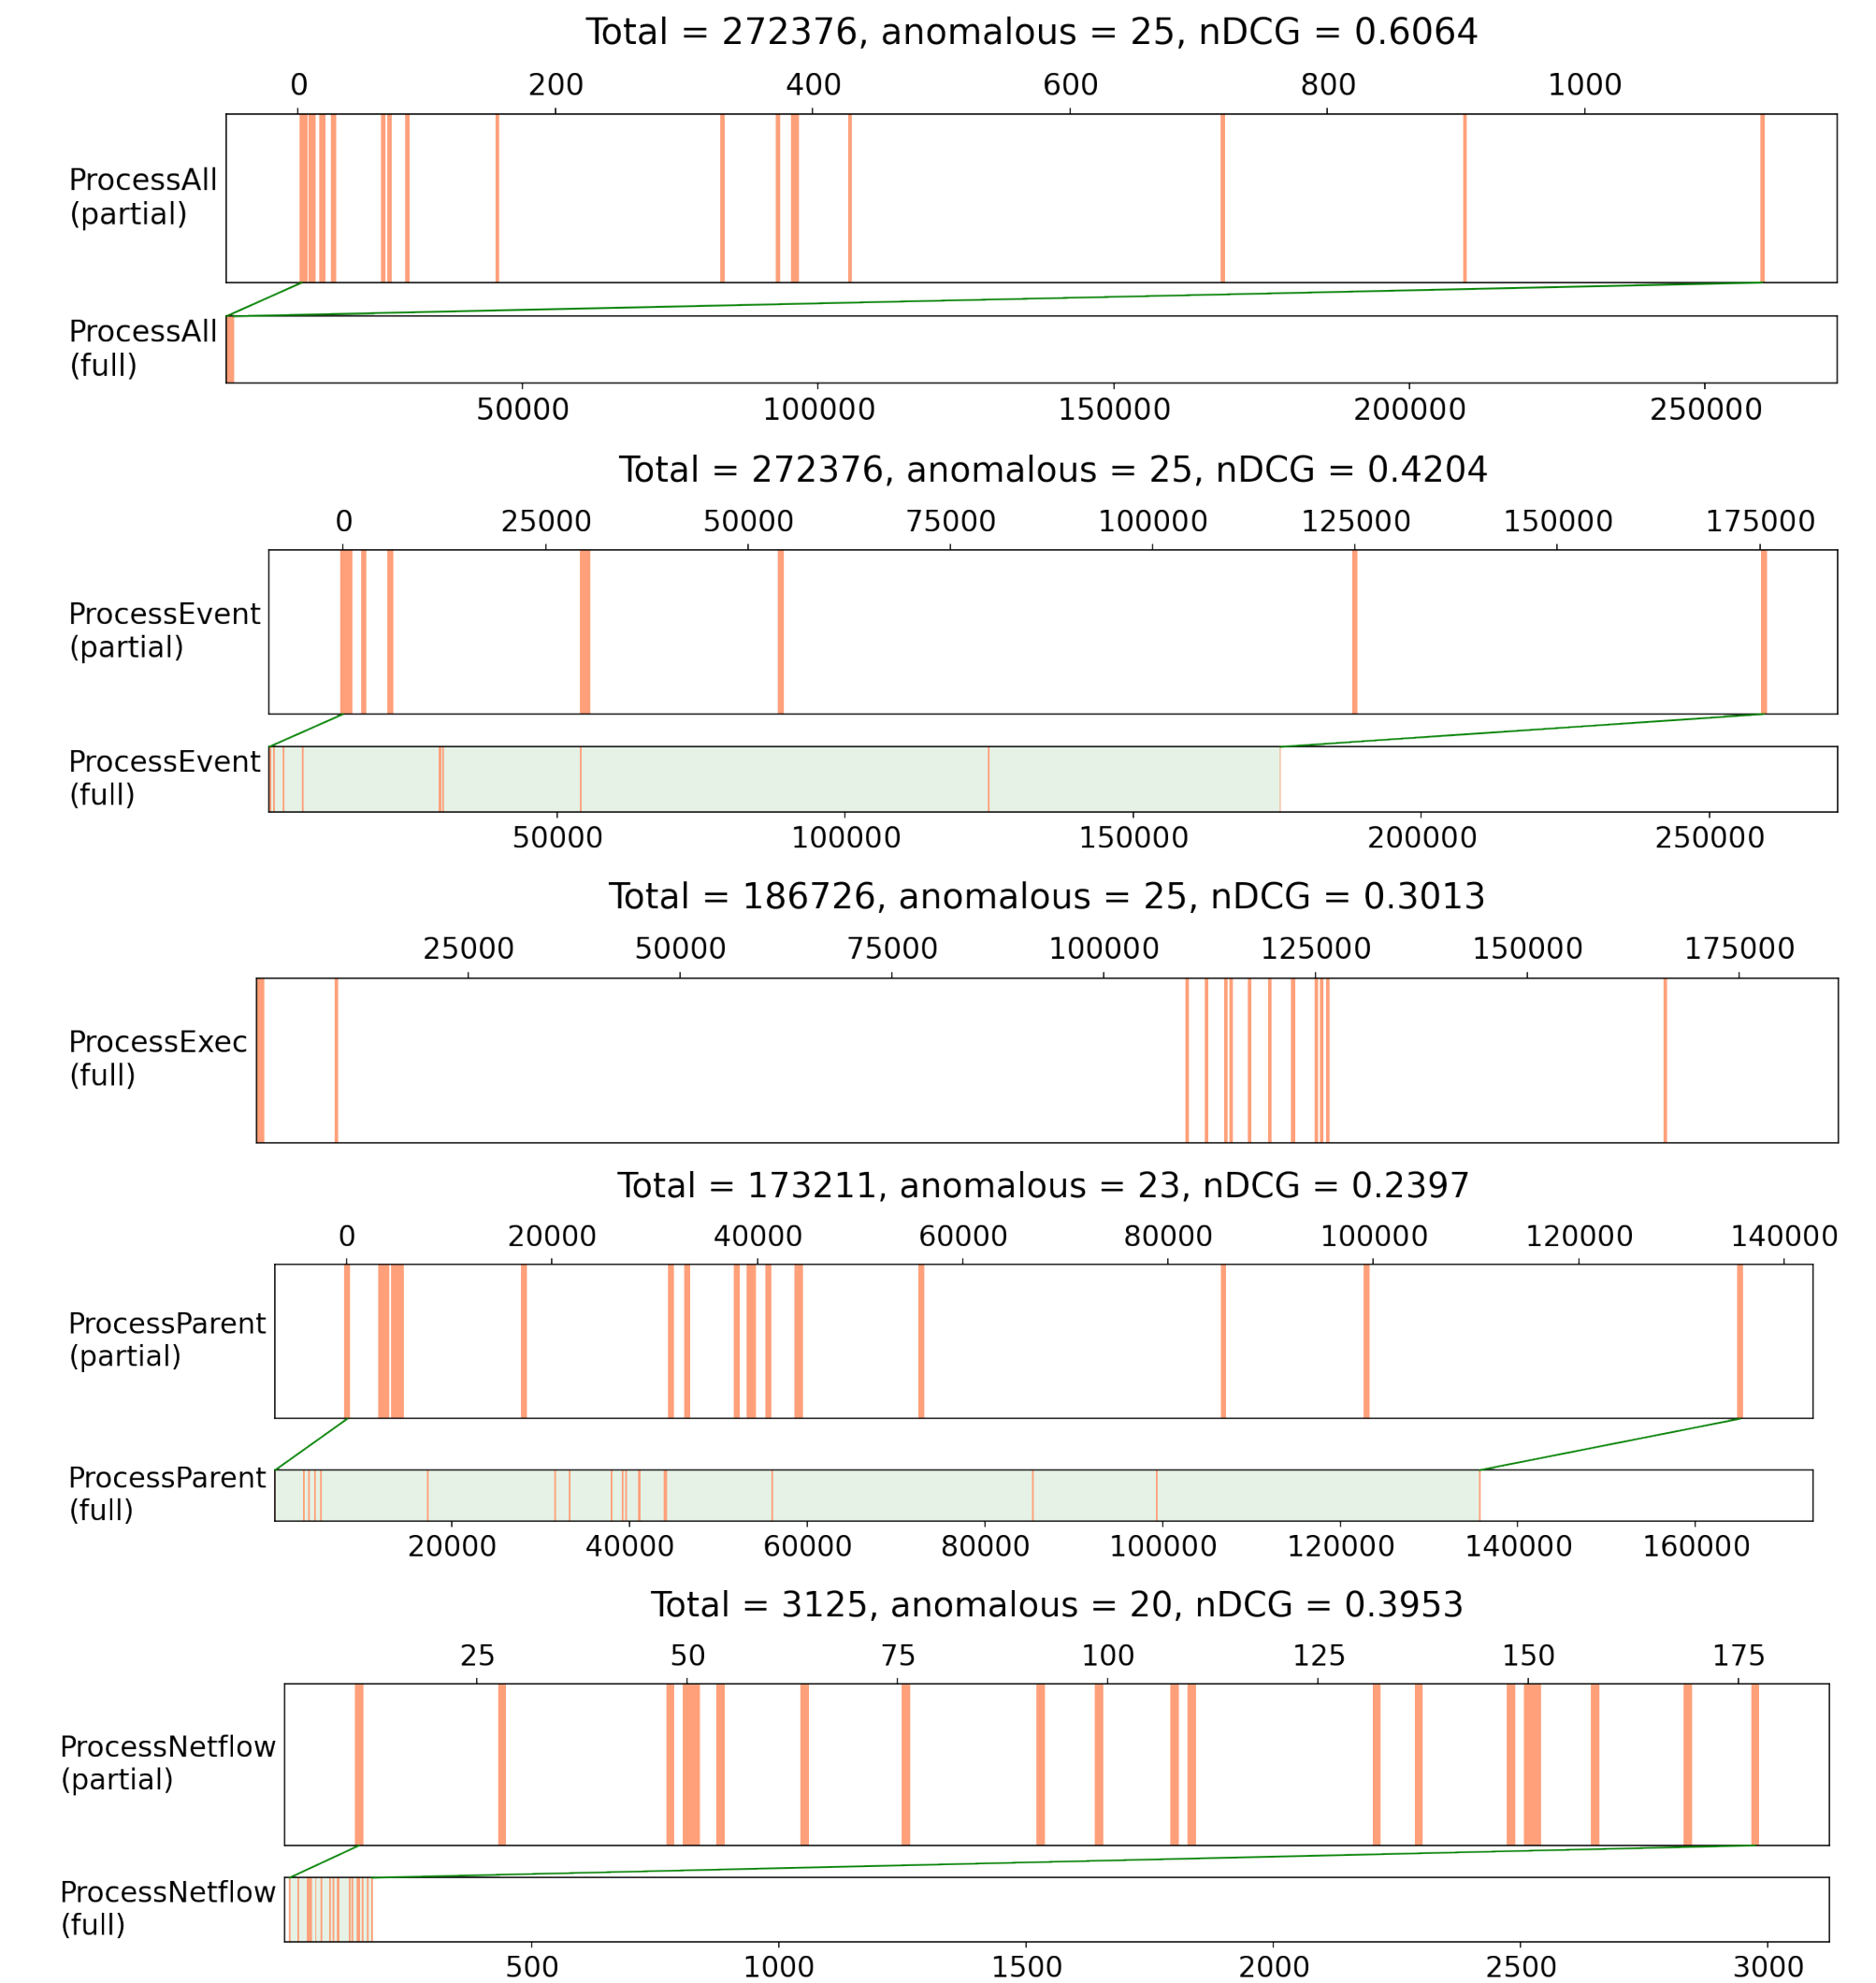 Total = 272376, anomalous = 25, nDCG = 0.6064
0 200 400 600 800 1000
ProcessAll
(partial)
ProcessAll
(full)
50000 100000 150000 200000 250000
Total = 272376, anomalous = 25, nDCG = 0.4204
0 25000 50000 75000 100000 125000 150000 175000
ProcessEvent
(partial)
ProcessEvent
(full)
50000 100000 150000 200000 250000
Total = 186726, anomalous = 25, nDCG = 0.3013
25000 50000 75000 100000 125000 150000 175000
ProcessExec
(full)
Total = 173211, anomalous = 23, nDCG = 0.2397
0 20000 40000 60000 80000 100000 120000 140000
ProcessParent
(partial)
ProcessParent
(full)
20000 40000 60000 80000 100000 120000 140000 160000
Total = 3125, anomalous = 20, nDCG = 0.3953
25 50 75 100 125 150 175
ProcessNetflow
(partial)
ProcessNetflow
(full)
500 1000 1500 2000 2500 3000